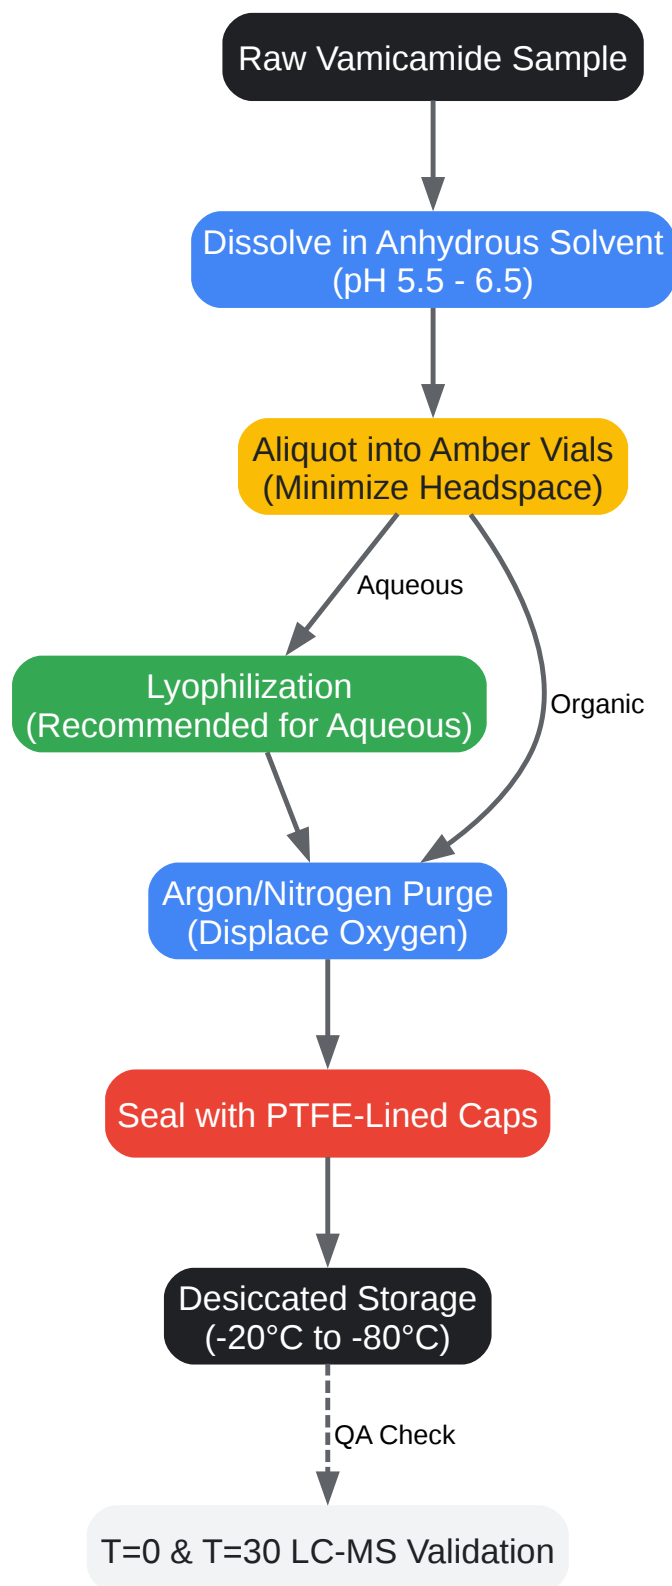 Raw Vamicamide Sample
Dissolve in Anhydrous Solvent
(pH 5.5 - 6.5)
Aliquot into Amber Vials
(Minimize Headspace)
Aqueous
Lyophilization
(Recommended for Aqueous)
Organic
Argon/Nitrogen Purge
(Displace Oxygen)
Seal with PTFE-Lined Caps
Desiccated Storage
(-20°C to -80°C)
QA Check
T=0 & T=30 LC-MS Validation